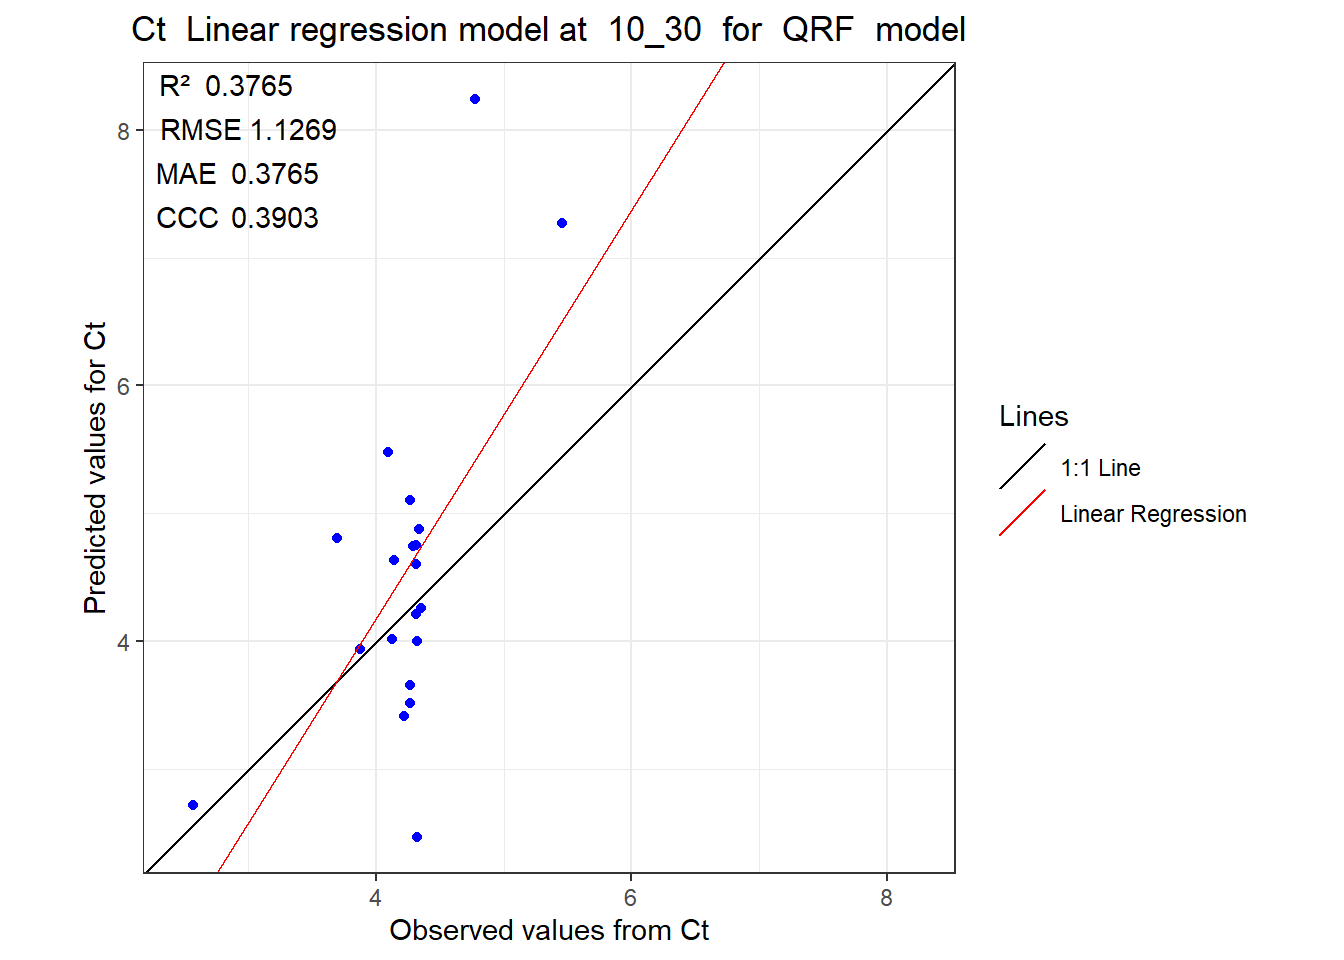 Ct Linear regression model at 10_30 for QRF model
R² 0.3765
RMSE 1.1269
MAE 0.3765
CCC 0.3903
8
6
4
Predicted values for Ct
4 6 8
Observed values from Ct
Lines
1:1 Line
Linear Regression